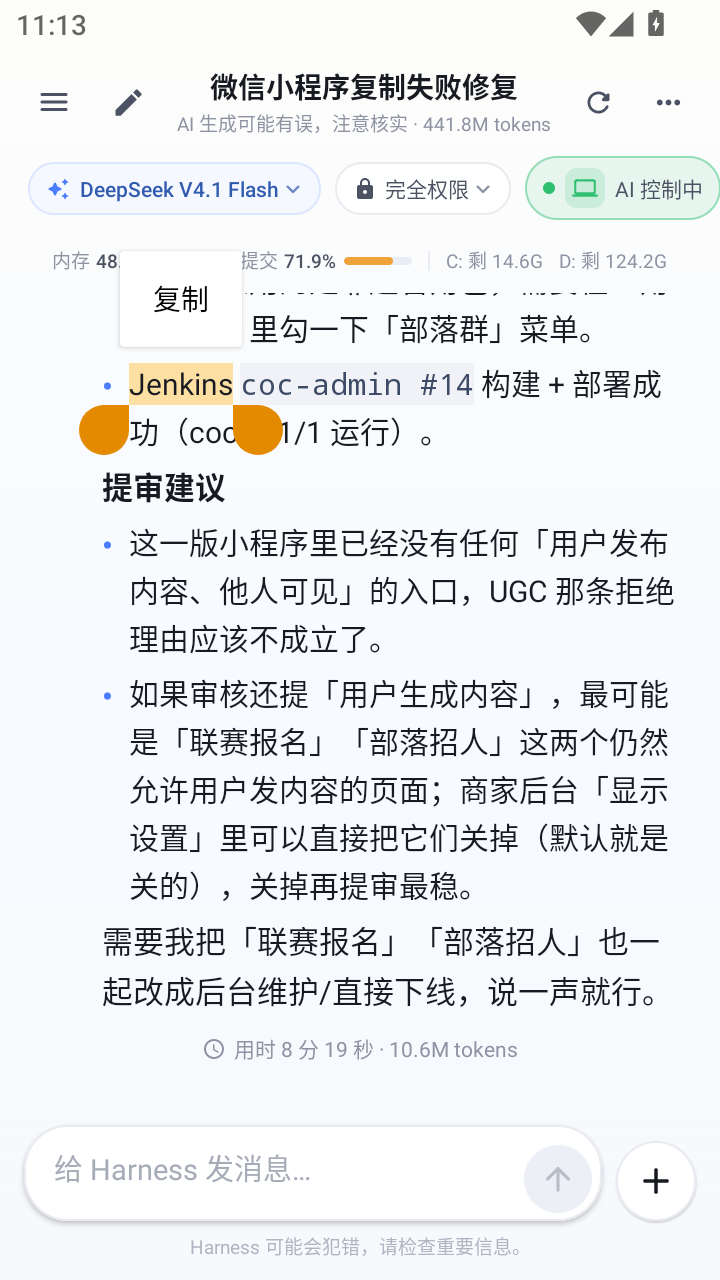 11:13
微信小程序复制失败修复
AI 生成可能有误，注意核实 · 441.8M tokens
DeepSeek V4.1 Flash
完全权限
AI 控制中
内存 48.
提交 71.9%
C: 剩 14.6G D: 剩 124.2G
复制
里勾一下「部落群」菜单。
Jenkins coc-admin #14 构建 + 部署成
功（coc 1/1 运行）。
提审建议
这一版小程序里已经没有任何「用户发布
内容、他人可见」的入口，UGC 那条拒绝
理由应该不成立了。
如果审核还提「用户生成内容」，最可能
是「联赛报名」「部落招人」这两个仍然
允许用户发内容的页面；商家后台「显示
设置」里可以直接把它们关掉（默认就是
关的），关掉再提审最稳。
需要我把「联赛报名」「部落招人」也一
起改成后台维护/直接下线，说一声就行。
用时 8 分 19 秒 · 10.6M tokens
给 Harness 发消息...
Harness 可能会犯错，请检查重要信息。